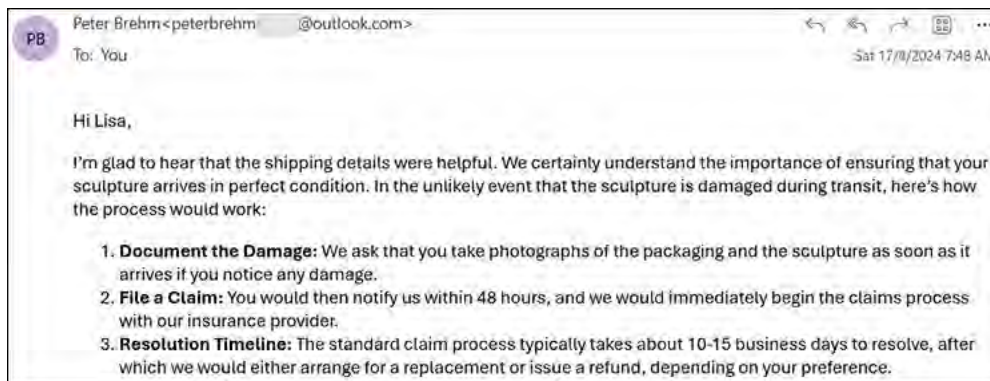 PB
Peter Brehm<peterbrehm @outlook.com>
To: You
Sat 17/8/2024 7:48 AM
Hi Lisa,
I'm glad to hear that the shipping details were helpful. We certainly understand the importance of ensuring that your
sculpture arrives in perfect condition. In the unlikely event that the sculpture is damaged during transit, here's how
the process would work:
1. Document the Damage: We ask that you take photographs of the packaging and the sculpture as soon as it
arrives if you notice any damage.
2. File a Claim: You would then notify us within 48 hours, and we would immediately begin the claims process
with our insurance provider.
3. Resolution Timeline: The standard claim process typically takes about 10-15 business days to resolve, after
which we would either arrange for a replacement or issue a refund, depending on your preference.